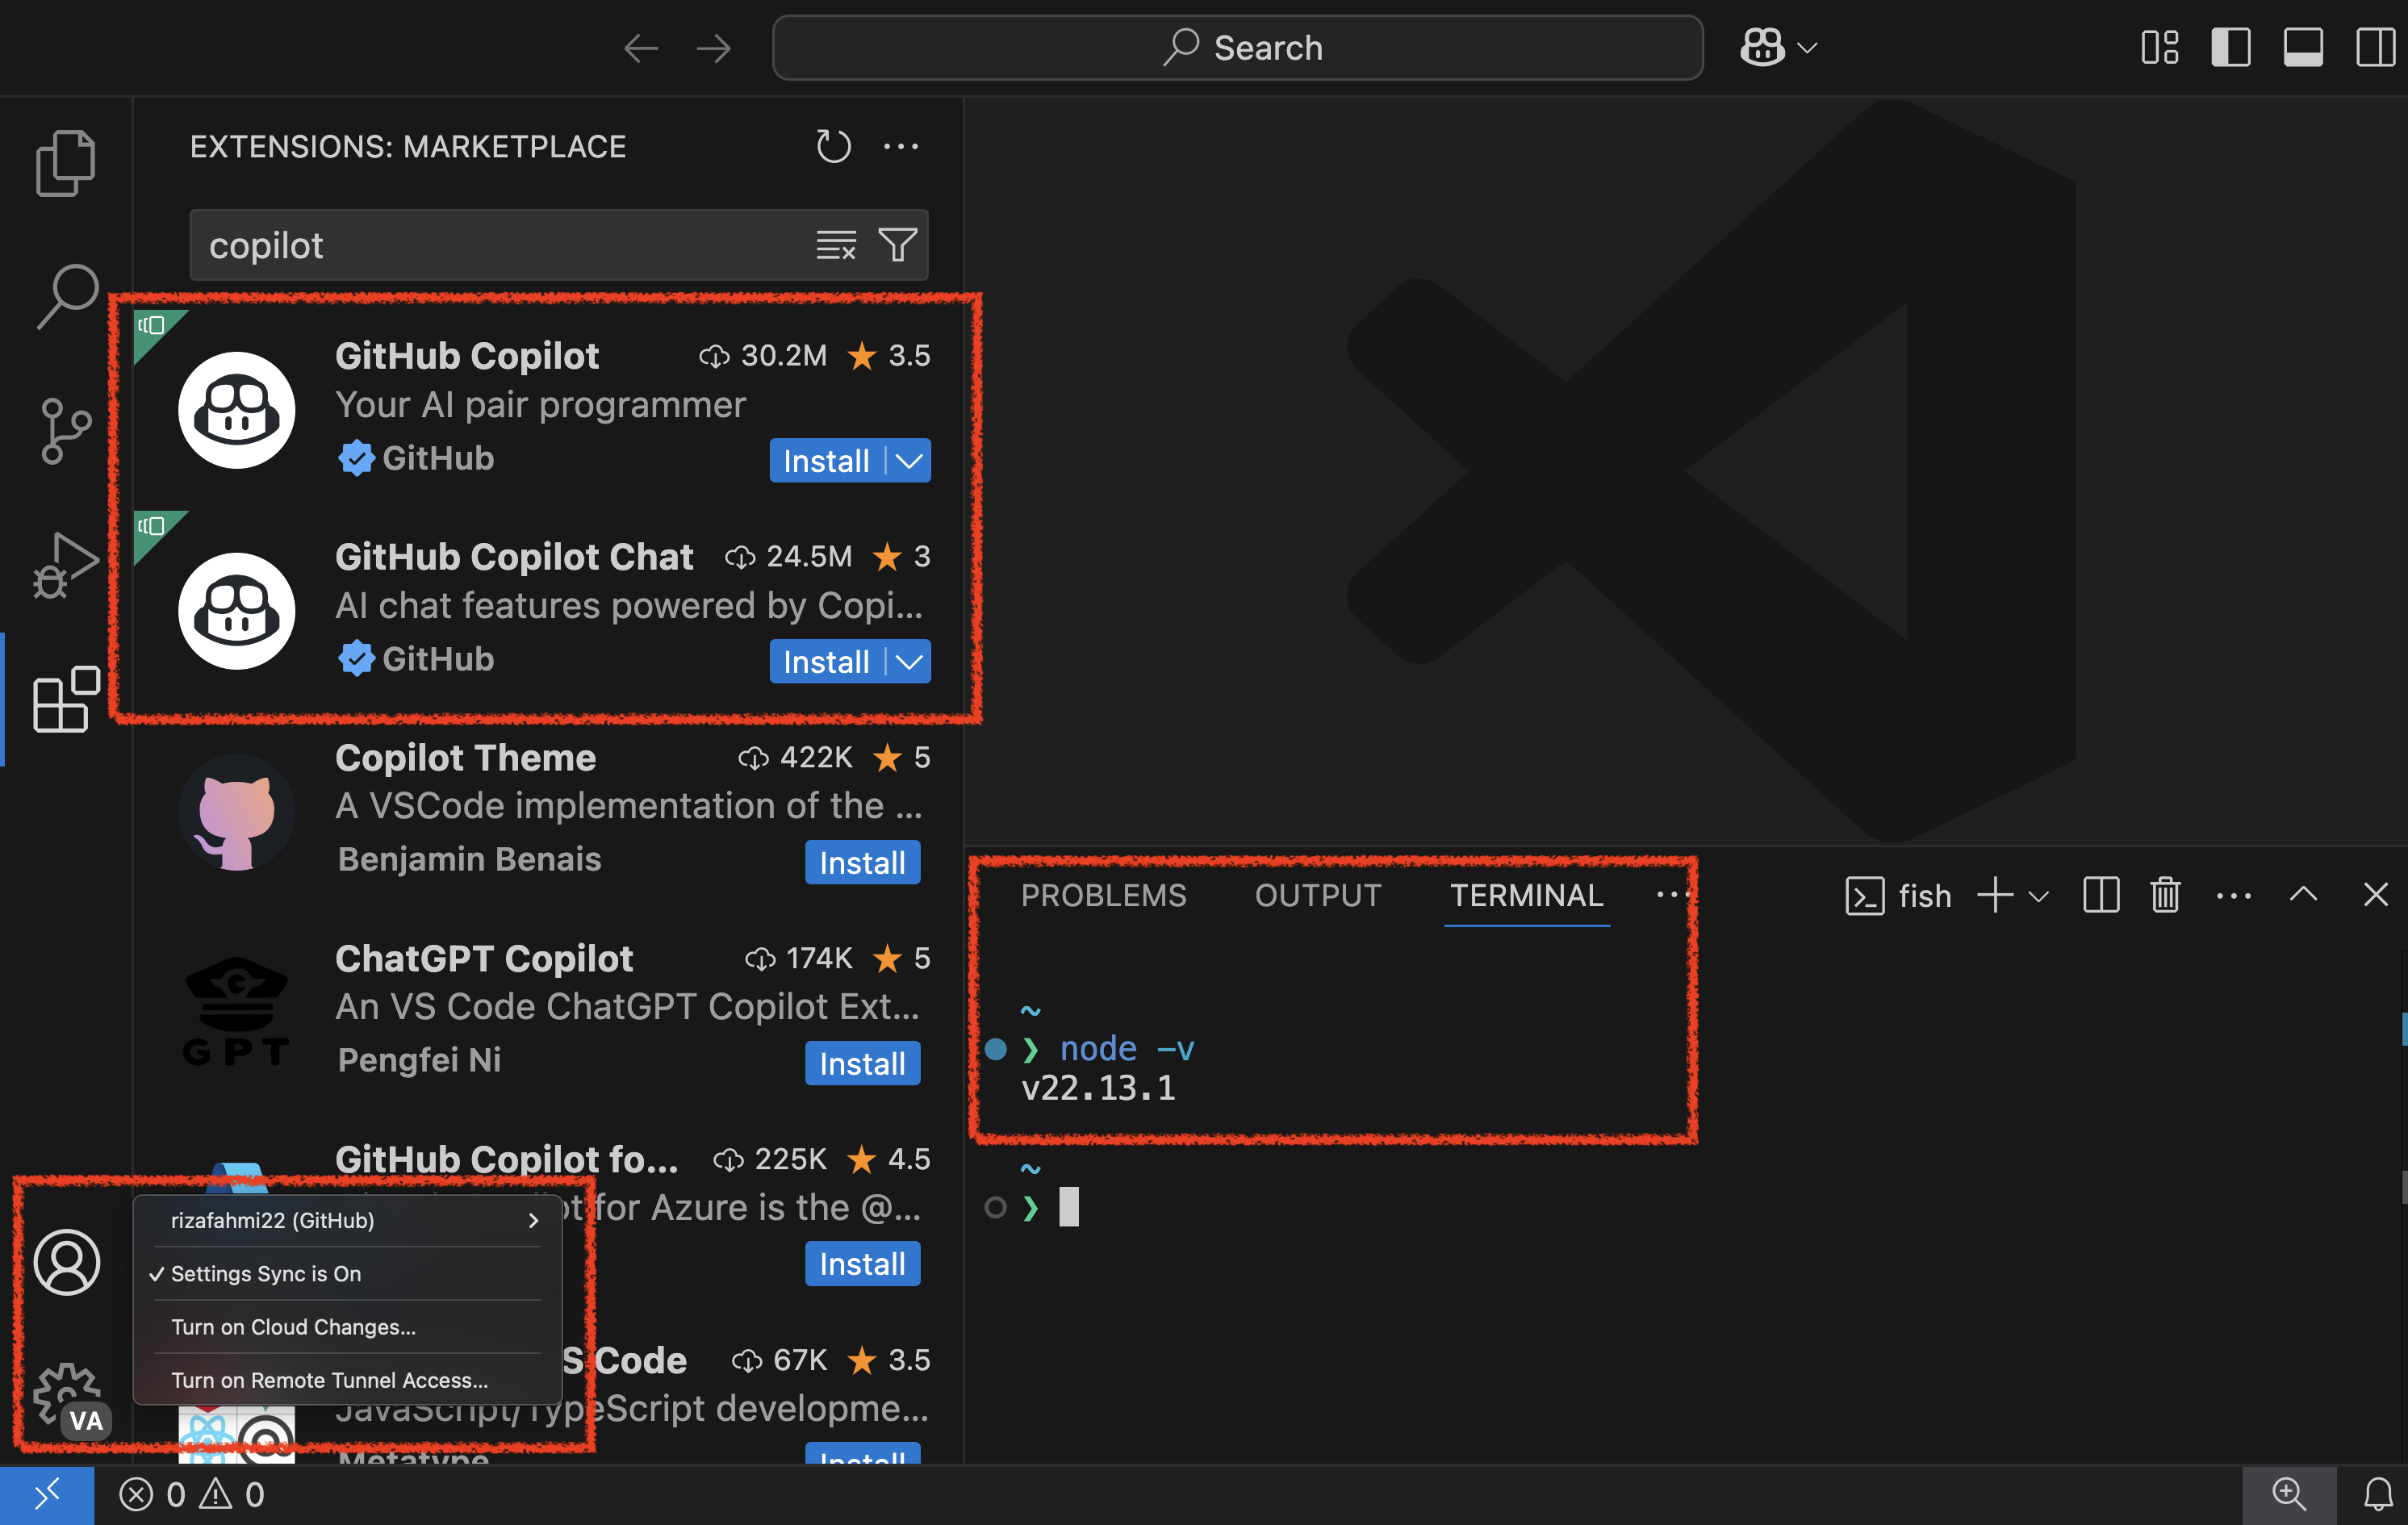 Search
EXTENSIONS: MARKETPLACE
copilot
GitHub Copilot 30.2M 3.5
Your AI pair programmer
GitHub Install
GitHub Copilot Chat 24.5M 3
AI chat features powered by Copi...
GitHub Install
Copilot Theme 422K 5
A VSCode implementation of the ...
Benjamin Benais Install
ChatGPT Copilot 174K 5
An VS Code ChatGPT Copilot Ext...
Pengfei Ni Install
GPT
GitHub Copilot fo... 225K 4.5
for Azure is the @...
Install
S Code 67K 3.5
JavaScript/TypeScript developme...
Metatype Install
rizafahmi22 (GitHub)
Settings Sync is On
Turn on Cloud Changes...
Turn on Remote Tunnel Access...
VA
PROBLEMS OUTPUT TERMINAL ... fish
~
❯ node -v
v22.13.1
~
❯
0 0